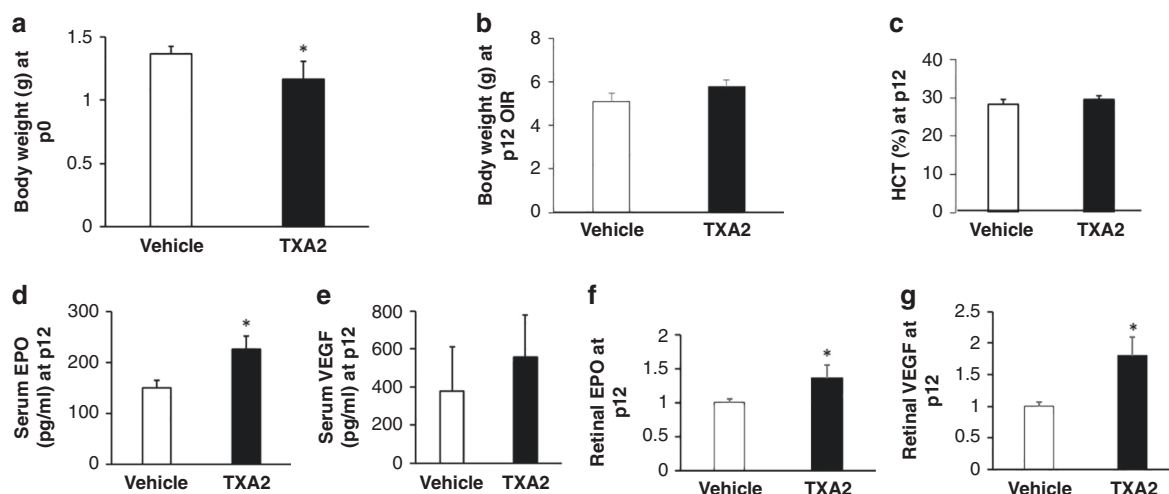 a
Body weight (g) at
p0
1.5
1
0.5
0
*
Vehicle
TXA2
b
Body weight (g) at
p12 OIR
8
6
4
2
0
Vehicle
TXA2
c
HCT (%) at p12
40
30
20
10
0
Vehicle
TXA2
d
Serum EPO
(pg/ml) at p12
300
200
100
0
*
Vehicle
TXA2
e
Serum VEGF
(pg/ml) at p12
800
600
400
200
0
Vehicle
TXA2
f
Retinal EPO at
p12
2
1.5
1
0.5
0
*
Vehicle
TXA2
g
Retinal VEGF at
p12
2.5
2
1.5
1
0.5
0
*
Vehicle
TXA2